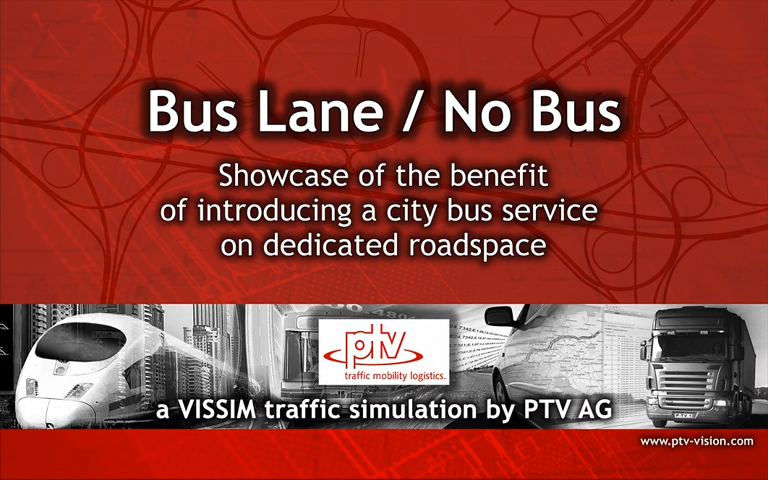 Bus Lane / No Bus
Showcase of the benefit
of introducing a city bus service
on dedicated roadspace
ptv
traffic mobility logistics.
a VISSIM traffic simulation by PTV AG
www.ptv-vision.com